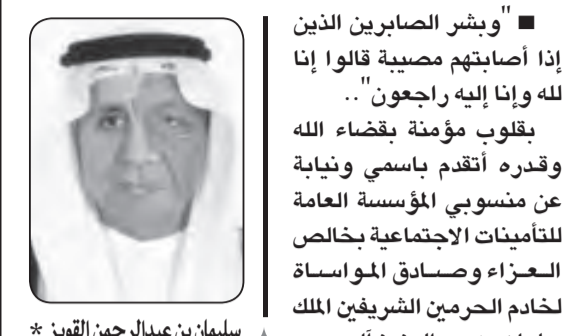 ■ "وبشر الصابرين الذين
إذا أصابتهم مصيبة قالوا إنا
لله وإنا إليه راجعون"..
بقلوب مؤمنة بقضاء الله
وقدره أتقدم باسمي ونيابة
عن منسوبي المؤسسة العامة
للتأمينات الاجتماعية بخالص
العزاء وصادق المواساة
لخادم الحرمين الشريفين الملك
سليمان بن عبدالرحمن القويز *